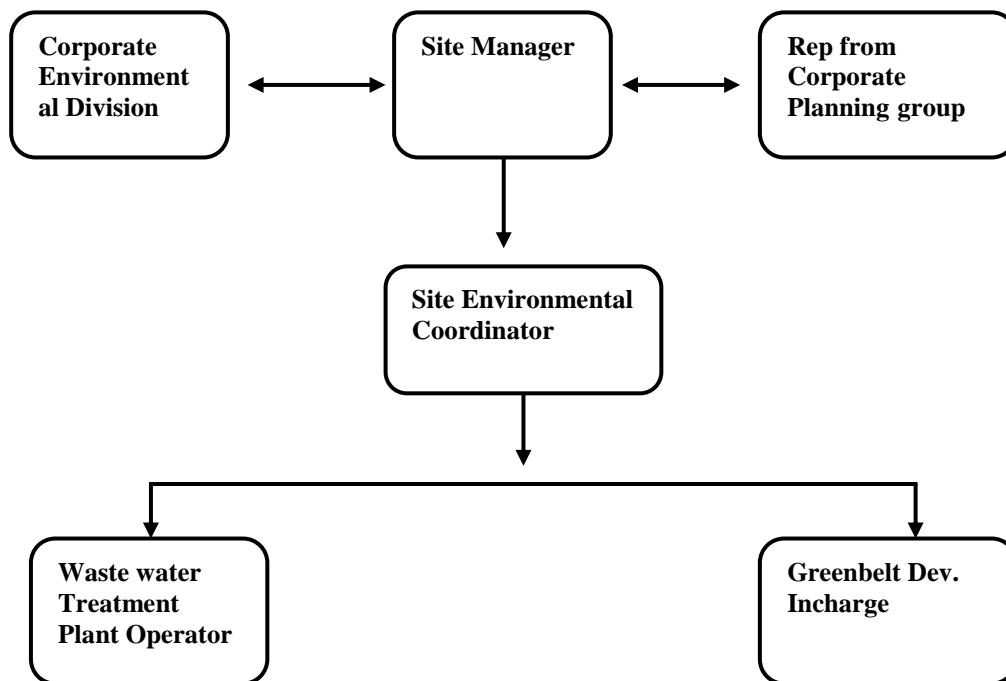 Corporate
Environment
al Division
Site Manager
Rep from
Corporate
Planning group
Site Environmental
Coordinator
Waste water
Treatment
Plant Operator
Greenbelt Dev.
Incharge